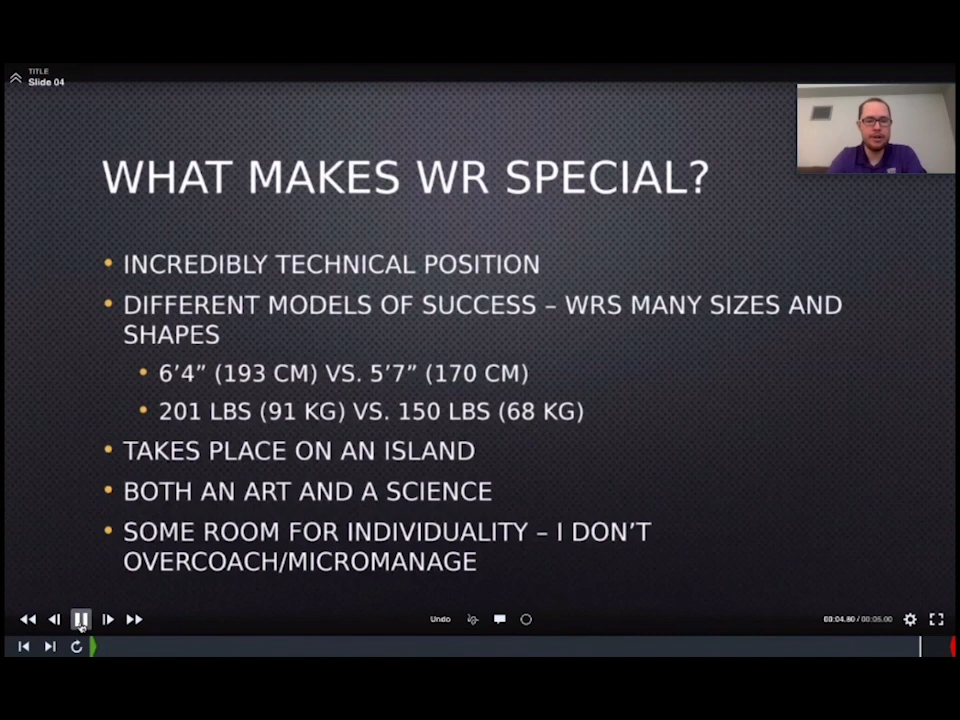 TITLE
Slide 04
WHAT MAKES WR SPECIAL?
• INCREDIBLY TECHNICAL POSITION
• DIFFERENT MODELS OF SUCCESS – WRS MANY SIZES AND
SHAPES
• 6’4” (193 CM) VS. 5’7” (170 CM)
• 201 LBS (91 KG) VS. 150 LBS (68 KG)
• TAKES PLACE ON AN ISLAND
• BOTH AN ART AND A SCIENCE
• SOME ROOM FOR INDIVIDUALITY – I DON’T
OVERCOACH/MICROMANAGE
Undo
00:04.80 / 00:05.00